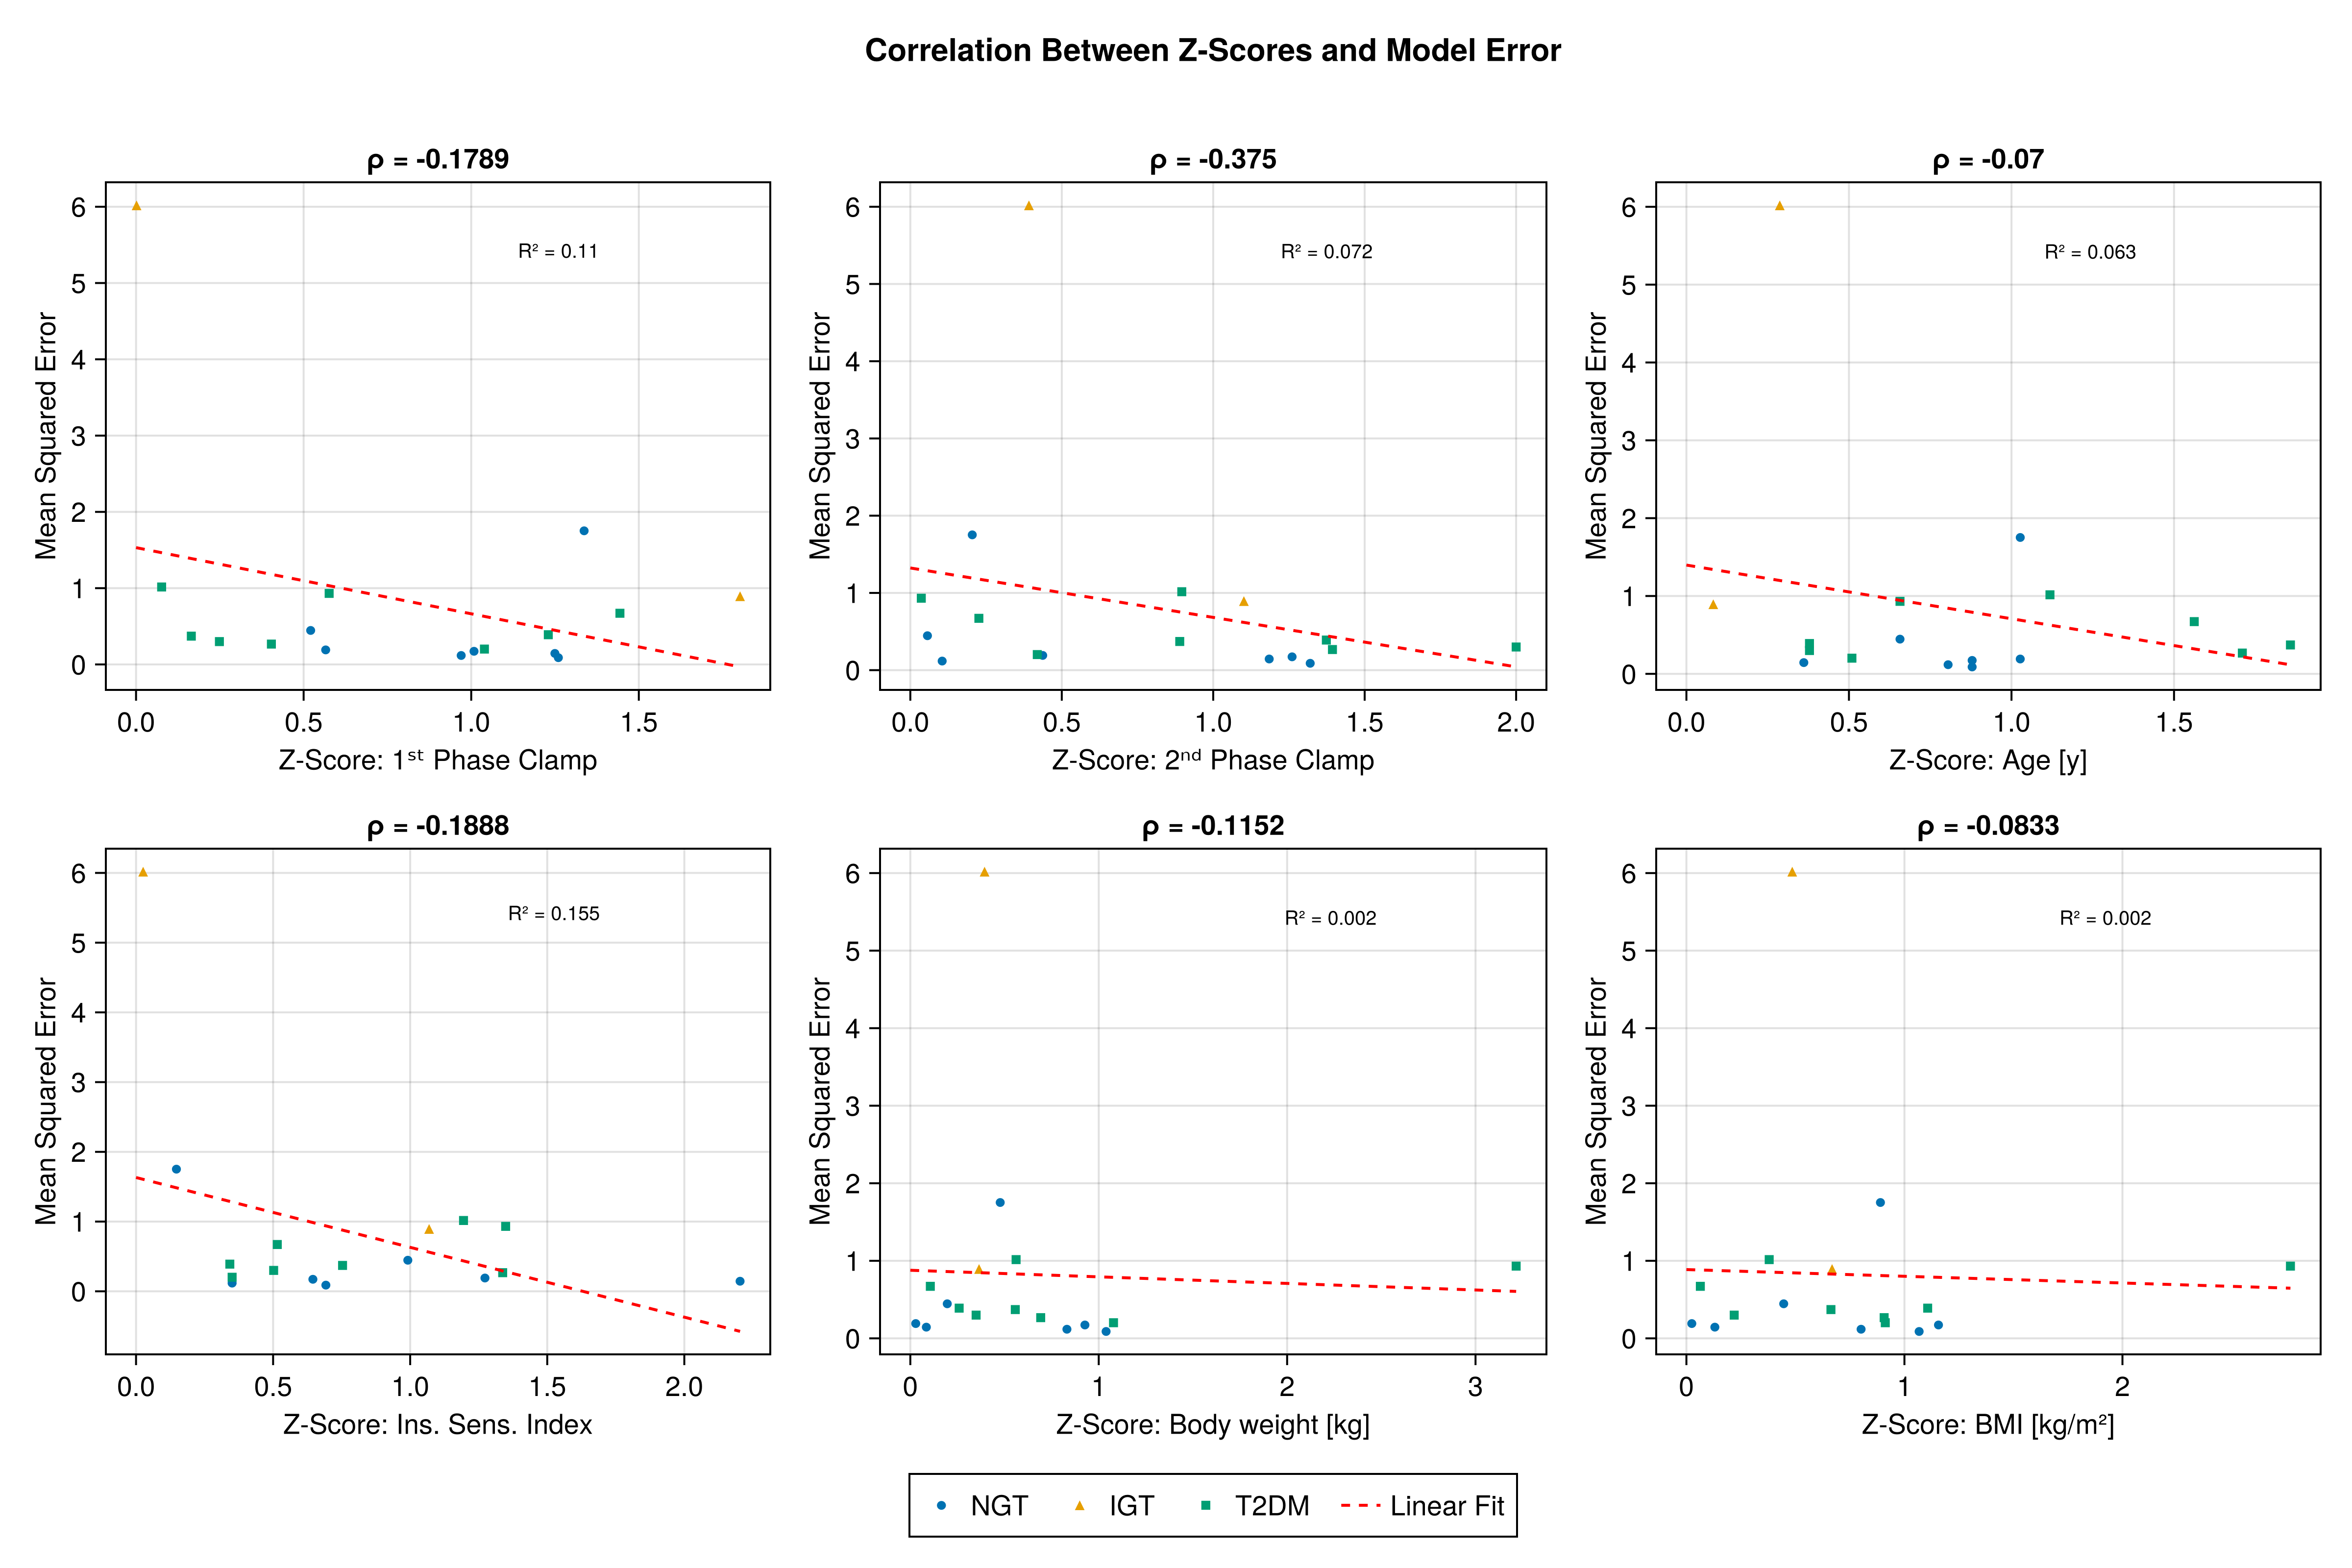 Correlation Between Z-Scores and Model Error
ρ = -0.1789
R² = 0.11
Mean Squared Error
6
5
4
3
2
1
0
0.0 0.5 1.0 1.5
Z-Score: 1ˢᵗ Phase Clamp
ρ = -0.375
R² = 0.072
Mean Squared Error
6
5
4
3
2
1
0
0.0 0.5 1.0 1.5 2.0
Z-Score: 2ⁿᵈ Phase Clamp
ρ = -0.07
R² = 0.063
Mean Squared Error
6
5
4
3
2
1
0
0.0 0.5 1.0 1.5
Z-Score: Age [y]
ρ = -0.1888
R² = 0.155
Mean Squared Error
6
5
4
3
2
1
0
0.0 0.5 1.0 1.5 2.0
Z-Score: Ins. Sens. Index
ρ = -0.1152
R² = 0.002
Mean Squared Error
6
5
4
3
2
1
0
0 1 2 3
Z-Score: Body weight [kg]
ρ = -0.0833
R² = 0.002
Mean Squared Error
6
5
4
3
2
1
0
0 1 2
Z-Score: BMI [kg/m²]
NGT IGT T2DM Linear Fit